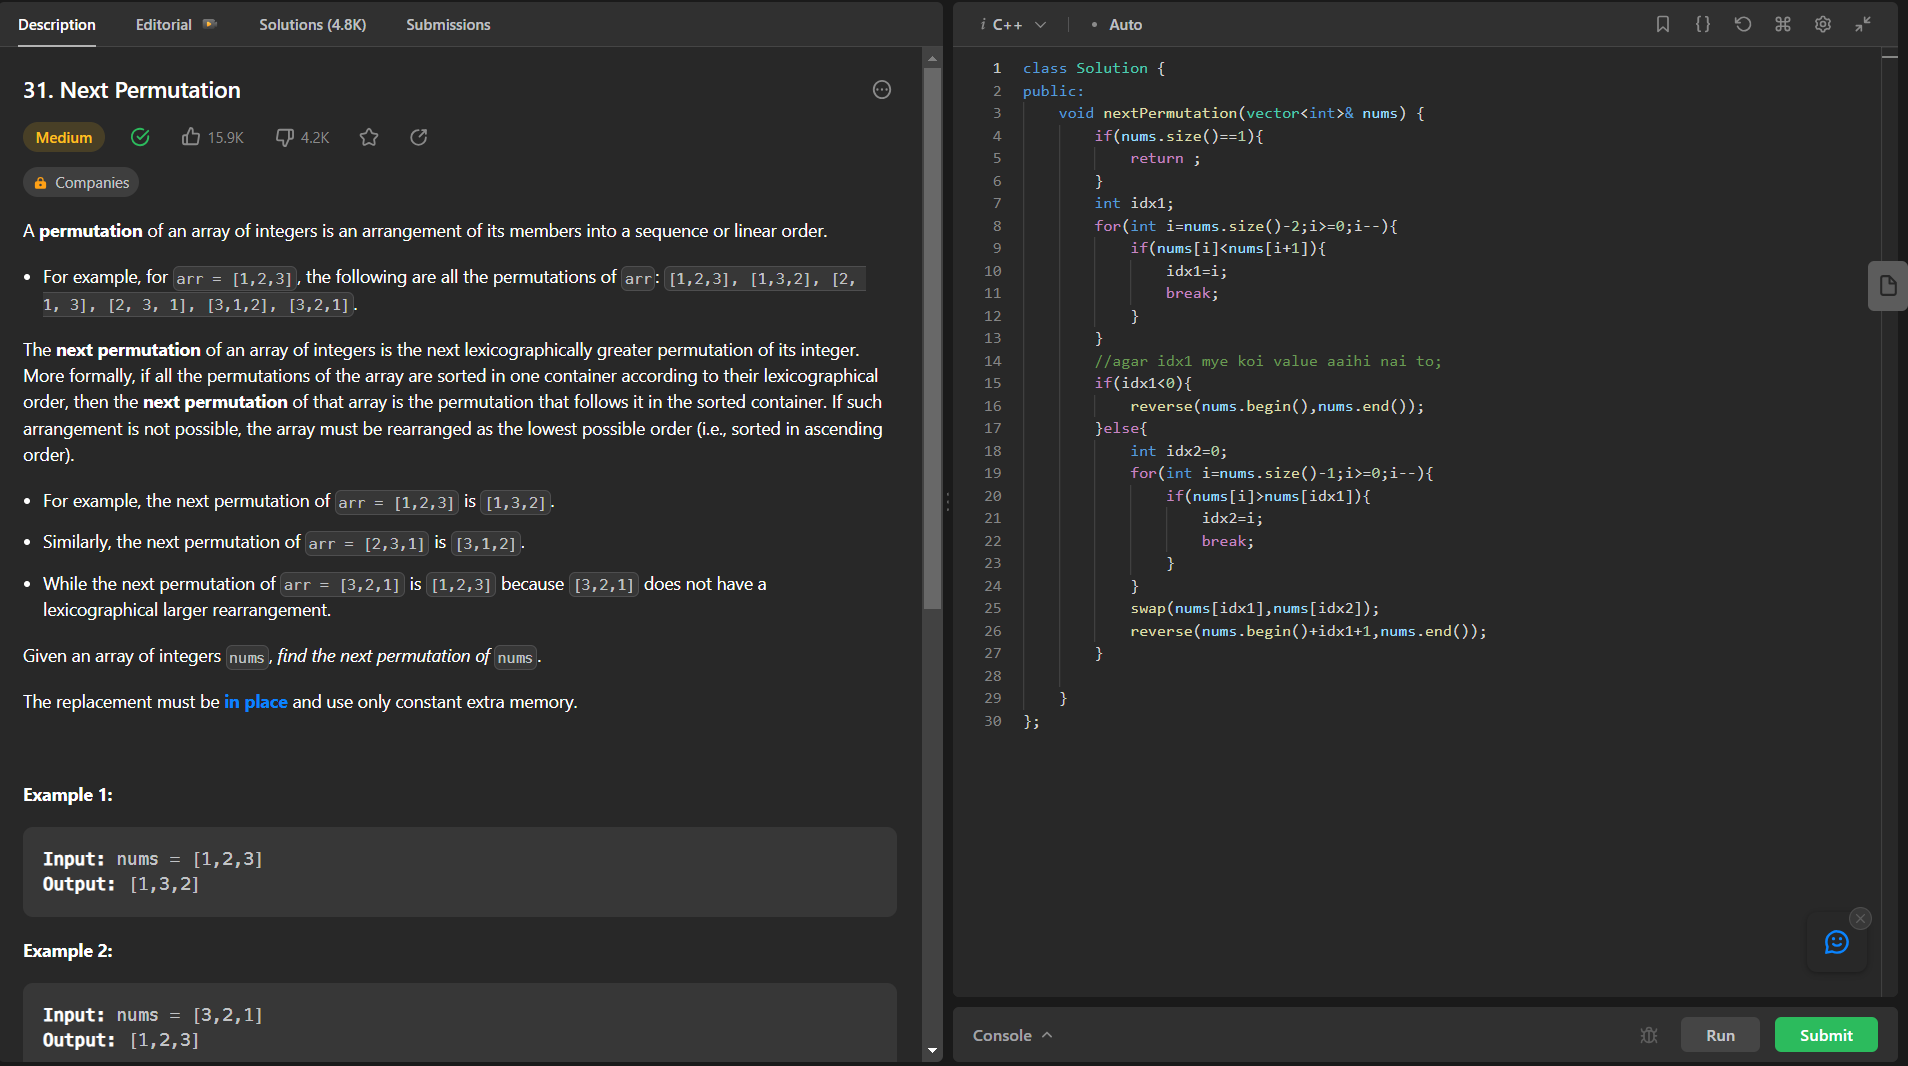 Description Editorial Solutions (4.8K) Submissions
31. Next Permutation
Medium 15.9K 4.2K
Companies
A permutation of an array of integers is an arrangement of its members into a sequence or linear order.
• For example, for arr = [1,2,3], the following are all the permutations of arr: [1,2,3], [1,3,2], [2,
1, 3], [2, 3, 1], [3,1,2], [3,2,1].
The next permutation of an array of integers is the next lexicographically greater permutation of its integer.
More formally, if all the permutations of the array are sorted in one container according to their lexicographical
order, then the next permutation of that array is the permutation that follows it in the sorted container. If such
arrangement is not possible, the array must be rearranged as the lowest possible order (i.e., sorted in ascending
order).
• For example, the next permutation of arr = [1,2,3] is [1,3,2].
• Similarly, the next permutation of arr = [2,3,1] is [3,1,2].
• While the next permutation of arr = [3,2,1] is [1,2,3] because [3,2,1] does not have a
lexicographical larger rearrangement.
Given an array of integers nums, find the next permutation of nums.
The replacement must be in place and use only constant extra memory.
Example 1:
Input: nums = [1,2,3]
Output: [1,3,2]
Example 2:
Input: nums = [3,2,1]
Output: [1,2,3]
i C++ • Auto
1 class Solution {
2 public:
3     void nextPermutation(vector<int>& nums) {
4         if(nums.size()==1){
5             return ;
6         }
7         int idx1;
8         for(int i=nums.size()-2;i>=0;i--){
9             if(nums[i]<nums[i+1]){
10                 idx1=i;
11                 break;
12             }
13         }
14         //agar idx1 mye koi value aaihi nai to;
15         if(idx1<0){
16             reverse(nums.begin(),nums.end());
17         }else{
18             int idx2=0;
19             for(int i=nums.size()-1;i>=0;i--){
20                 if(nums[i]>nums[idx1]){
21                     idx2=i;
22                     break;
23                 }
24             }
25             swap(nums[idx1],nums[idx2]);
26             reverse(nums.begin()+idx1+1,nums.end());
27         }
28
29     }
30 };
Console Run Submit